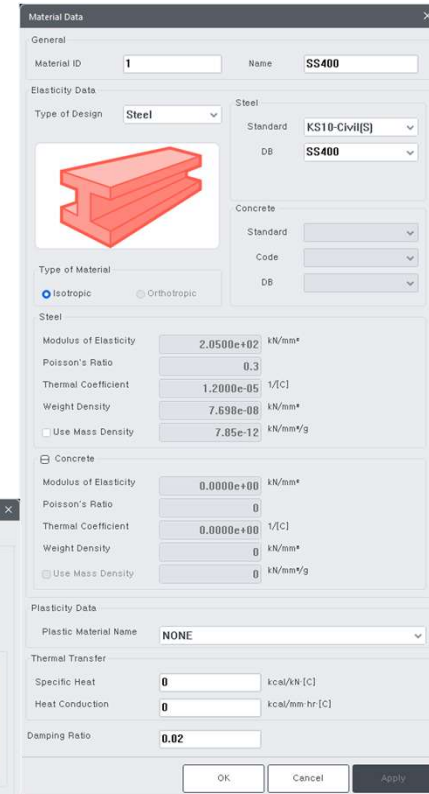 Material Data
General
Material ID 1 Name SS400
Elasticity Data
Type of Design Steel
Steel
Standard KS10-Civil(S)
DB SS400
Concrete
Standard
Code
DB
Type of Material
Isotropic Orthotropic
Steel
Modulus of Elasticity 2.0500e+02 kN/mm²
Poisson's Ratio 0.3
Thermal Coefficient 1.2000e-05 1/[C]
Weight Density 7.698e-08 kN/mm³
Use Mass Density 7.85e-12 kN/mm³/g
Concrete
Modulus of Elasticity 0.0000e+00 kN/mm²
Poisson's Ratio 0
Thermal Coefficient 0.0000e+00 1/[C]
Weight Density 0 kN/mm³
Use Mass Density 0 kN/mm³/g
Plasticity Data
Plastic Material Name NONE
Thermal Transfer
Specific Heat 0 kcal/kN·[C]
Heat Conduction 0 kcal/mm·hr·[C]
Damping Ratio 0.02
OK Cancel Apply